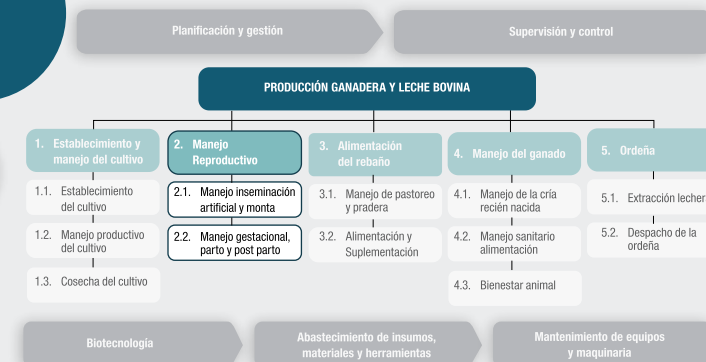 Planificación y gestión
Supervisión y control
PRODUCCIÓN GANADERA Y LECHE BOVINA
1. Establecimiento y
manejo del cultivo
1.1. Establecimiento
del cultivo
1.2. Manejo productivo
del cultivo
1.3. Cosecha del cultivo
2. Manejo
Reproductivo
2.1. Manejo inseminación
artificial y monta
2.2. Manejo gestacional,
parto y post parto
3. Alimentación
del rebaño
3.1. Manejo de pastoreo
y pradera
3.2. Alimentación y
Suplementación
4. Manejo del ganado
4.1. Manejo de la cría
recién nacida
4.2. Manejo sanitario
alimentación
4.3. Bienestar animal
5. Ordeña
5.1. Extracción lecher
5.2. Despacho de la
ordeña
Biotecnología
Abastecimiento de insumos,
materiales y herramientas
Mantenimiento de equipos
y maquinaria